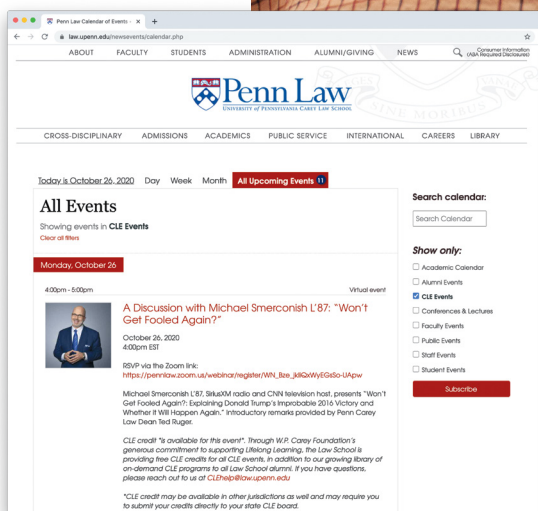 Penn Law Calendar of Events
law.upenn.edu/newsevents/calendar.php
ABOUT FACULTY STUDENTS ADMINISTRATION ALUMNI/GIVING NEWS
Consumer Information
(ABA Required Disclosures)
Penn Law
UNIVERSITY OF PENNSYLVANIA CAREY LAW SCHOOL
SINE MORIBUS
CROSS-DISCIPLINARY ADMISSIONS ACADEMICS PUBLIC SERVICE INTERNATIONAL CAREERS LIBRARY
Today is October 26, 2020 Day Week Month All Upcoming Events 11
All Events
Showing events in CLE Events
Clear all filters
Monday, October 26
4:00pm - 5:00pm Virtual event
A Discussion with Michael Smerconish L'87: "Won't
Get Fooled Again?"
October 26, 2020
4:00pm EST
RSVP via the Zoom link:
Michael Smerconish L'87, SiriusXM radio and CNN television host, presents "Won't
Get Fooled Again?: Explaining Donald Trump's Improbable 2016 Victory and
Whether It Will Happen Again." Introductory remarks provided by Penn Carey
Law Dean Ted Ruger.
CLE credit *is available for this event*. Through W.P. Carey Foundation's
generous commitment to supporting Lifelong Learning, the Law School is
providing free CLE credits for all CLE events, in addition to our growing library of
on-demand CLE programs to all Law School alumni. If you have questions,
please reach out to us at CLEhelp@law.upenn.edu
*CLE credit may be available in other jurisdictions as well and may require you
to submit your credits directly to your state CLE board.
Search calendar:
Search Calendar
Show only:
Academic Calendar
Alumni Events
CLE Events
Conferences & Lectures
Faculty Events
Public Events
Staff Events
Student Events
Subscribe